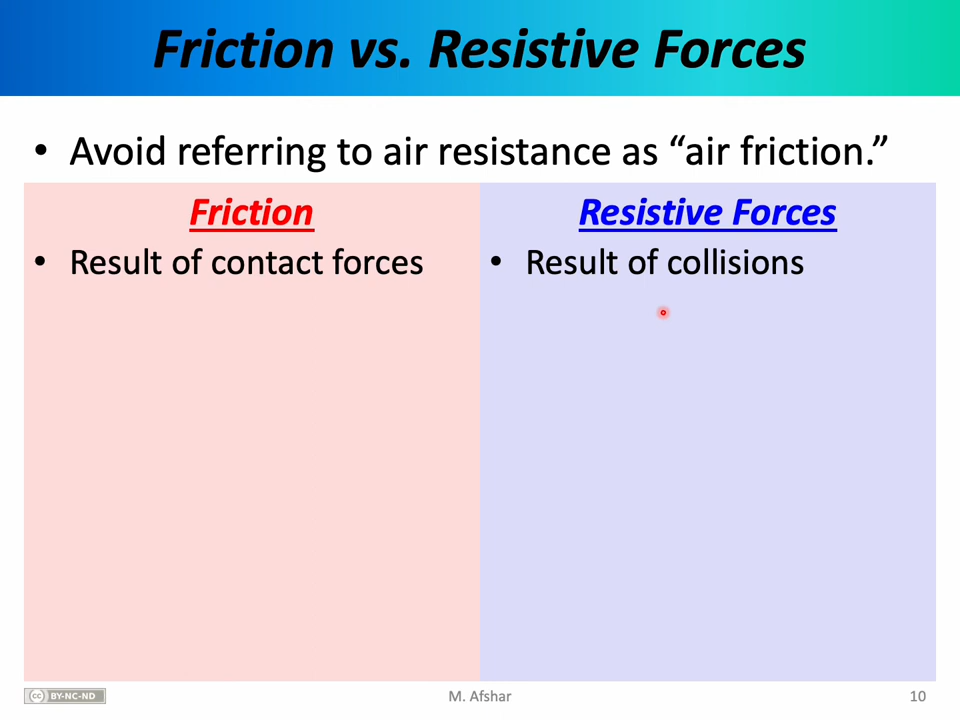 Friction vs. Resistive Forces
• Avoid referring to air resistance as “air friction.”
Friction
• Result of contact forces
Resistive Forces
• Result of collisions
cc BY-NC-ND
M. Afshar
10